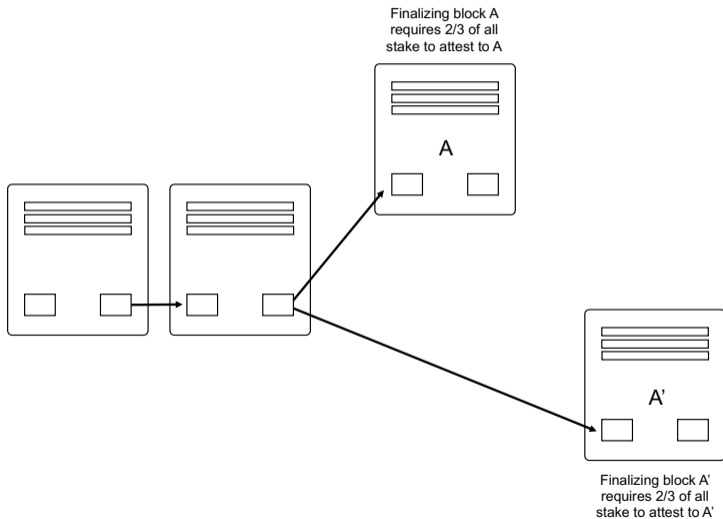 Finalizing block A
requires 2/3 of all
stake to attest to A
A
A’
Finalizing block A’
requires 2/3 of all
stake to attest to A’